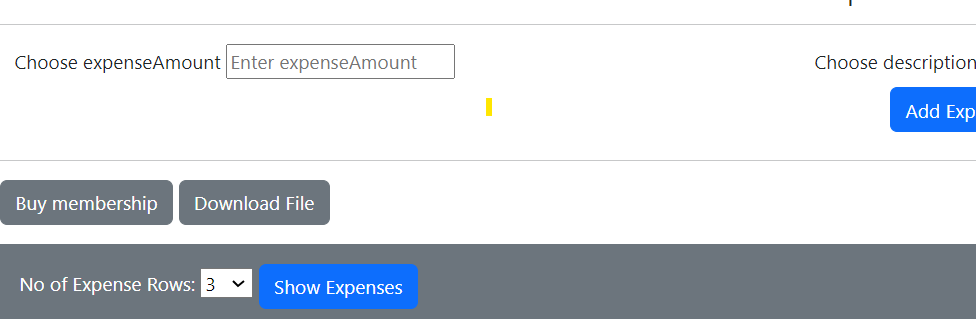 Choose expenseAmount Enter expenseAmount Choose description
Add Exp
Buy membership Download File
No of Expense Rows: 3 Show Expenses